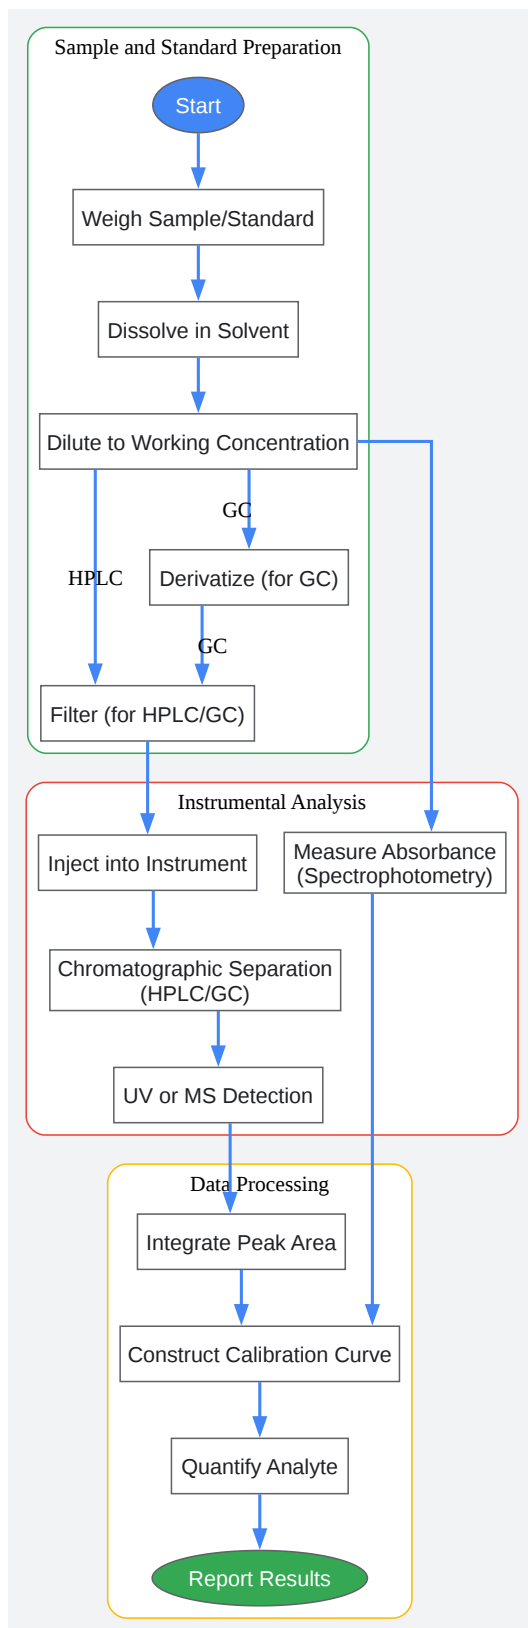 Sample and Standard Preparation
Start
Weigh Sample/Standard
Dissolve in Solvent
Dilute to Working Concentration
GC
Derivatize (for GC)
HPLC
GC
Filter (for HPLC/GC)
Instrumental Analysis
Inject into Instrument
Measure Absorbance
(Spectrophotometry)
Chromatographic Separation
(HPLC/GC)
UV or MS Detection
Data Processing
Integrate Peak Area
Construct Calibration Curve
Quantify Analyte
Report Results